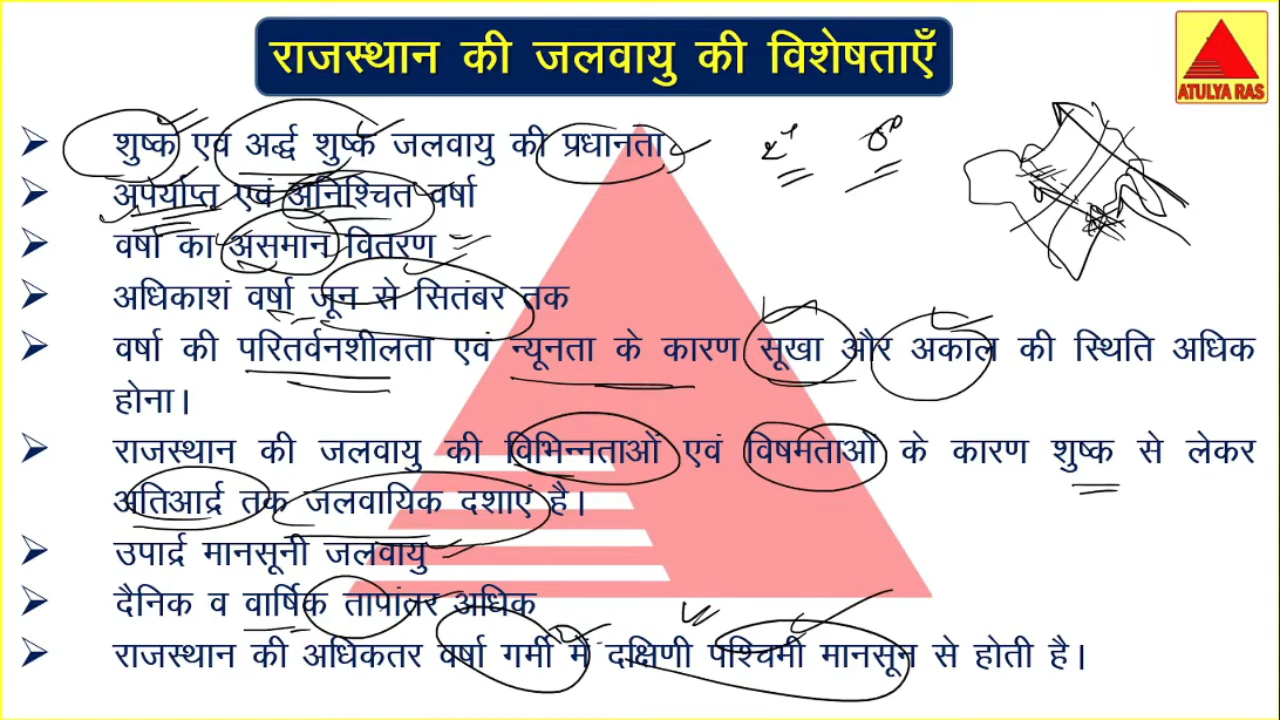 राजस्थान की जलवायु की विशेषताएँ
ATULYA RAS
शुष्क एव अर्द्ध शुष्क जलवायु की प्रधानता
अपर्याप्त एवं अनिश्चित वर्षा
वर्षा का असमान वितरण
अधिकाशं वर्षा जून से सितंबर तक
वर्षा की परितर्वनशीलता एवं न्यूनता के कारण सूखा और अकाल की स्थिति अधिक
होना।
राजस्थान की जलवायु की विभिन्नताओं एवं विषमताओं के कारण शुष्क से लेकर
अतिआर्द्र तक जलवायिक दशाएं है।
उपार्द्र मानसूनी जलवायु
दैनिक व वार्षिक तापांतर अधिक
राजस्थान की अधिकतर वर्षा गर्मी में दक्षिणी पश्चिमी मानसून से होती है।